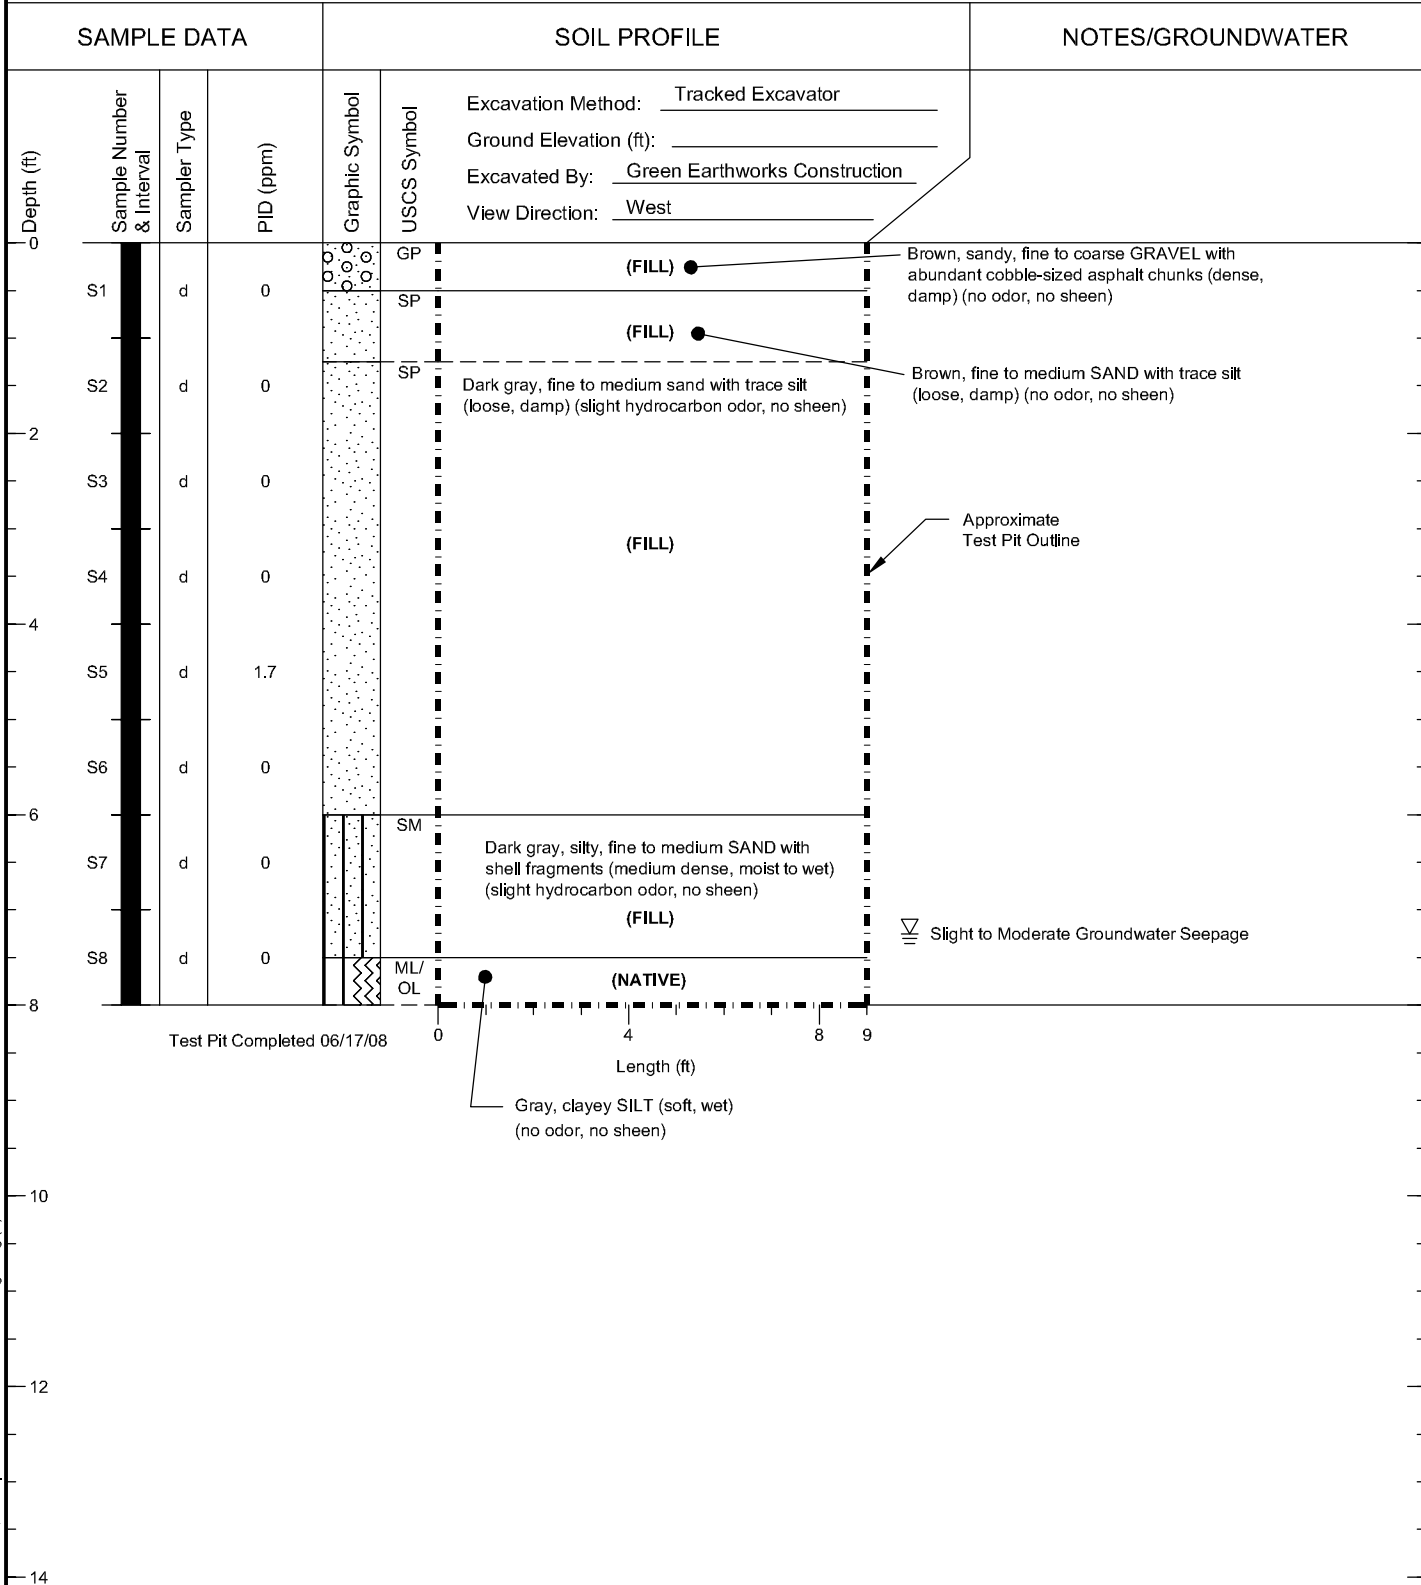 SAMPLE DATA
SOIL PROFILE
NOTES/GROUNDWATER
Depth (ft)
Sample Number
& Interval
Sampler Type
PID (ppm)
Graphic Symbol
USCS Symbol
Excavation Method: Tracked Excavator
Ground Elevation (ft):
Excavated By: Green Earthworks Construction
View Direction: West
0
GP
(FILL)
Brown, sandy, fine to coarse GRAVEL with
abundant cobble-sized asphalt chunks (dense,
damp) (no odor, no sheen)
S1 d 0
SP
(FILL)
Brown, fine to medium SAND with trace silt
(loose, damp) (no odor, no sheen)
SP
Dark gray, fine to medium sand with trace silt
(loose, damp) (slight hydrocarbon odor, no sheen)
S2 d 0
2
S3 d 0
Approximate
Test Pit Outline
(FILL)
S4 d 0
4
S5 d 1.7
S6 d 0
6
SM
Dark gray, silty, fine to medium SAND with
shell fragments (medium dense, moist to wet)
(slight hydrocarbon odor, no sheen)
S7 d 0
(FILL)
Slight to Moderate Groundwater Seepage
S8 d 0
ML/
OL
(NATIVE)
8
0 4 8 9
Test Pit Completed 06/17/08
Length (ft)
Gray, clayey SILT (soft, wet)
(no odor, no sheen)
10
12
14